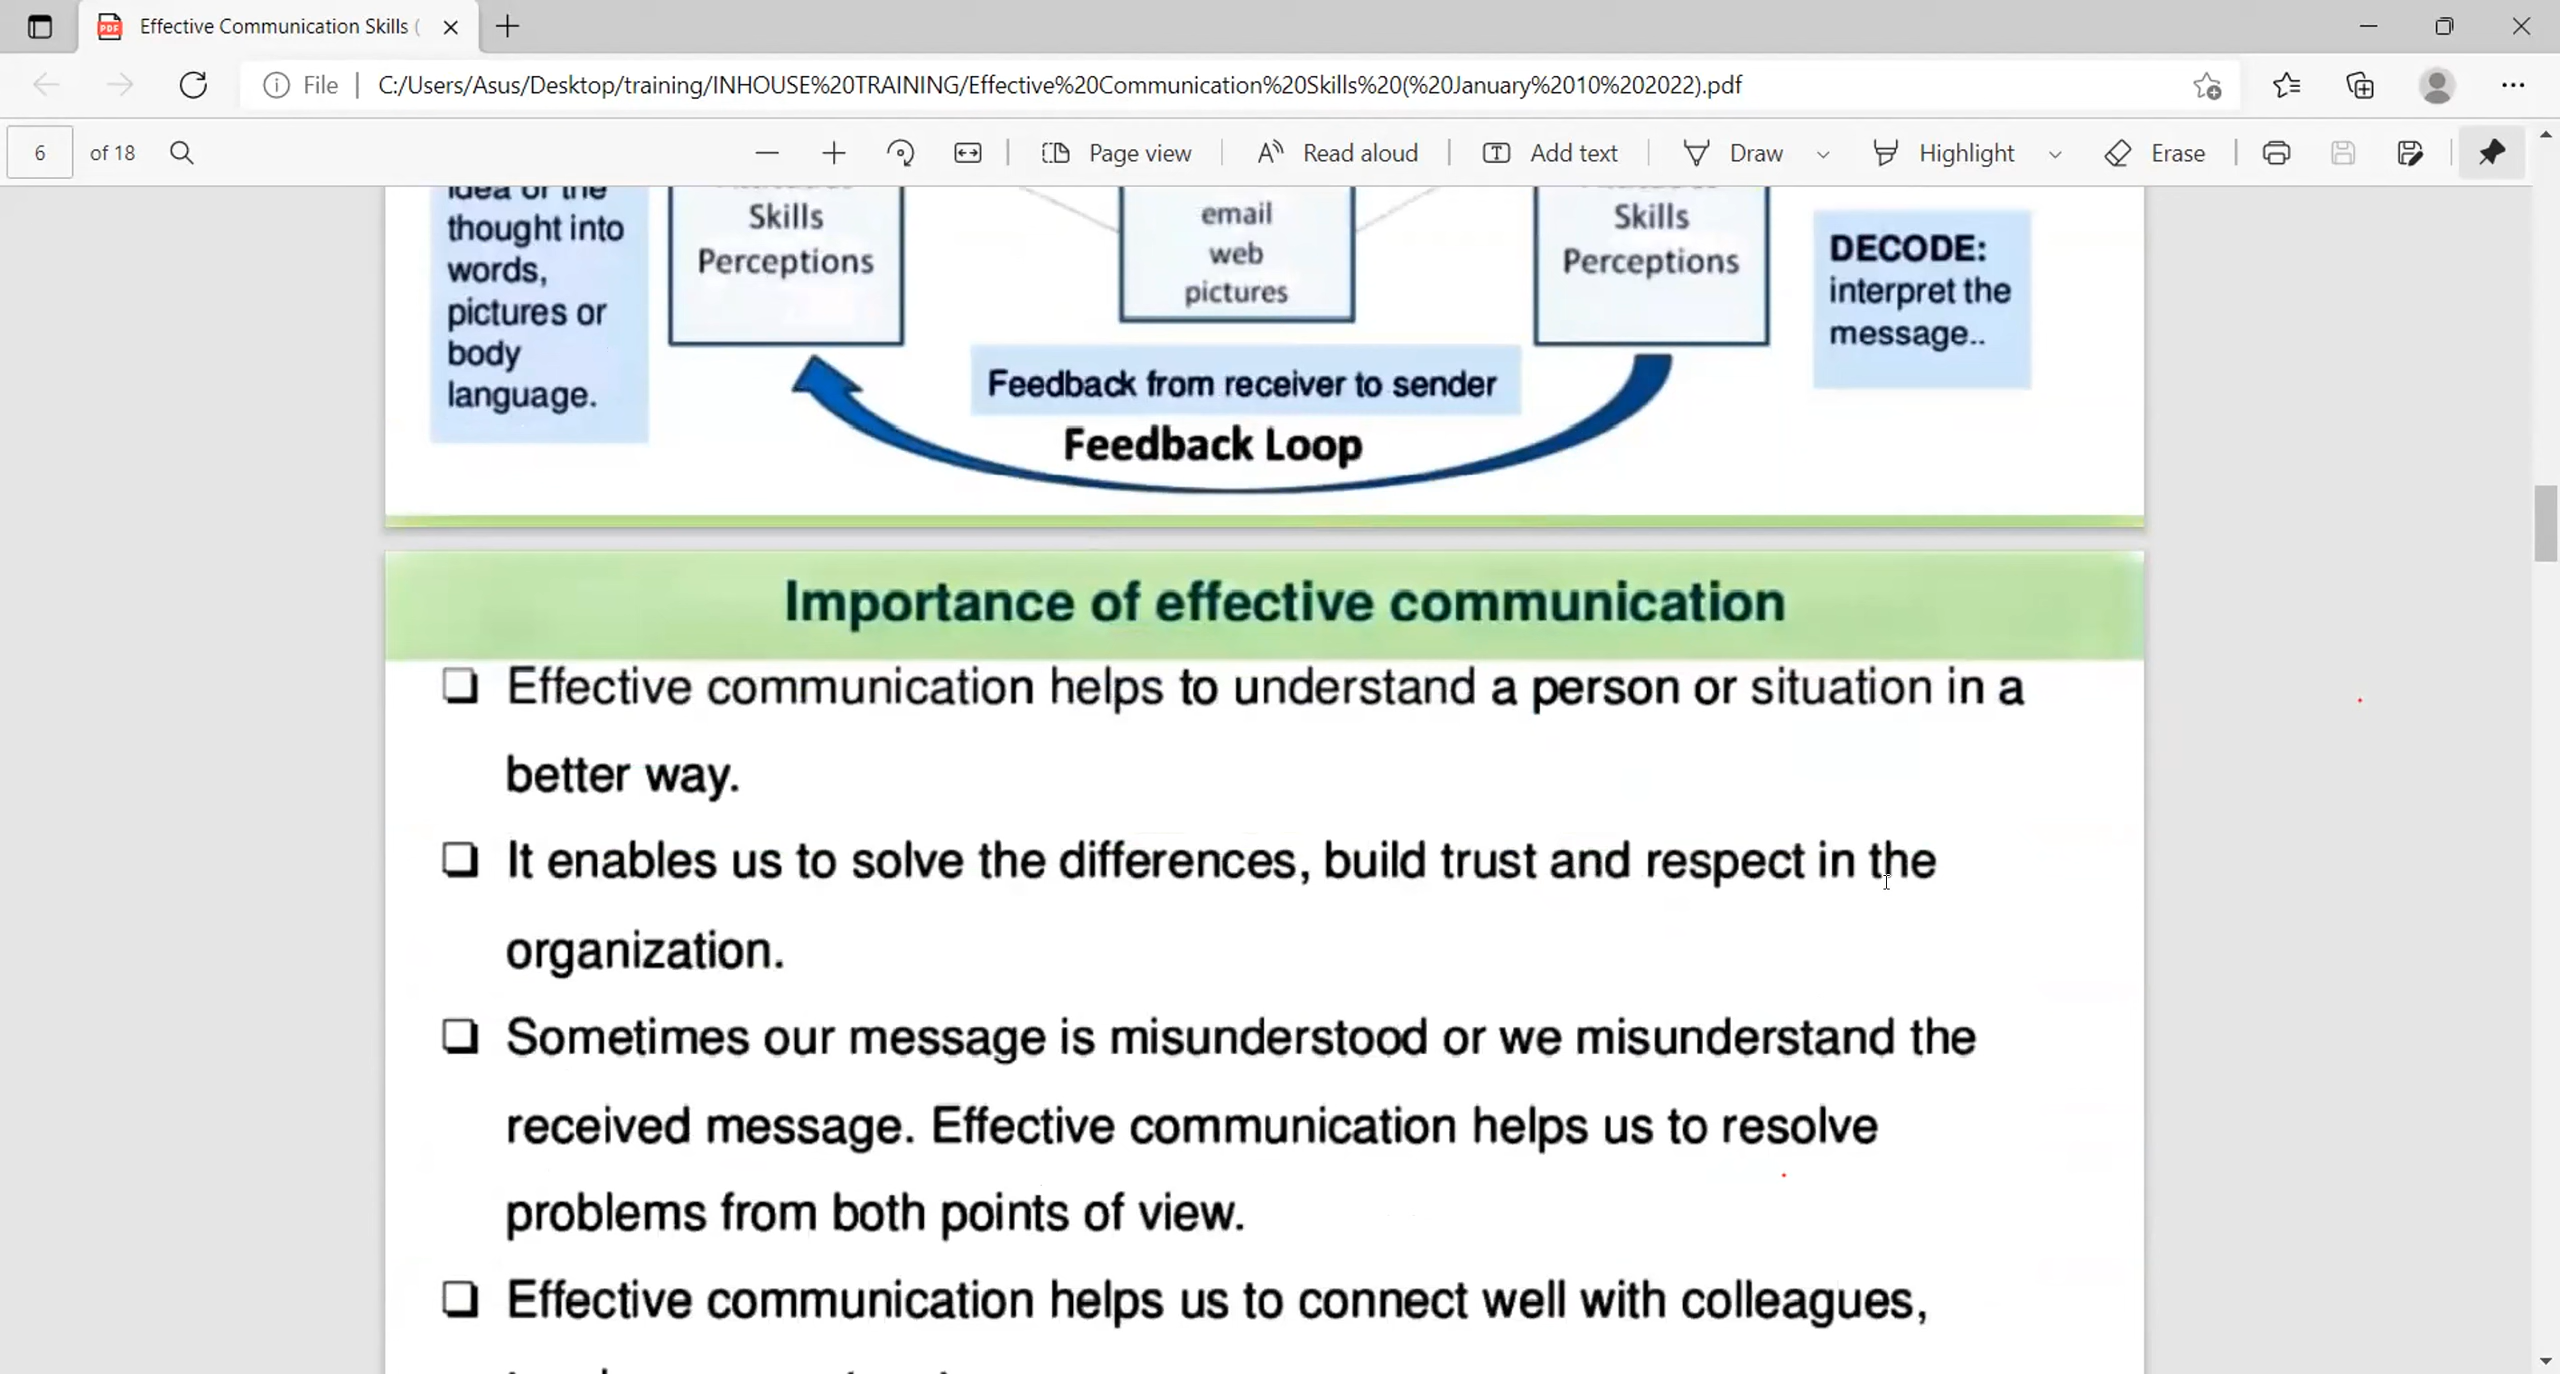 Effective Communication Skills (
File
C:/Users/Asus/Desktop/training/INHOUSE%20TRAINING/Effective%20Communication%20Skills%20(%20January%2010%202022).pdf
6 of 18
Page view
Read aloud
Add text
Draw
Highlight
Erase
idea or the
thought into
words,
pictures or
body
language.
Skills
Perceptions
email
web
pictures
Skills
Perceptions
DECODE:
interpret the
message..
Feedback from receiver to sender
Feedback Loop
Importance of effective communication
Effective communication helps to understand a person or situation in a
better way.
It enables us to solve the differences, build trust and respect in the
organization.
Sometimes our message is misunderstood or we misunderstand the
received message. Effective communication helps us to resolve
problems from both points of view.
Effective communication helps us to connect well with colleagues,